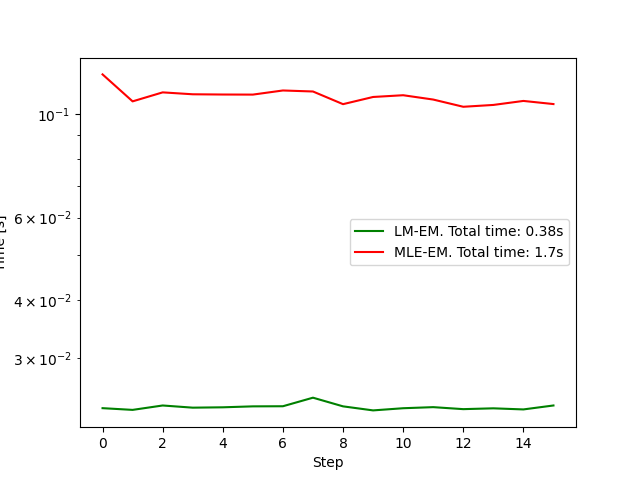 10⁻¹
6 × 10⁻²
4 × 10⁻²
3 × 10⁻²
Time [s]
LM-EM. Total time: 0.38s
MLE-EM. Total time: 1.7s
0 2 4 6 8 10 12 14
Step